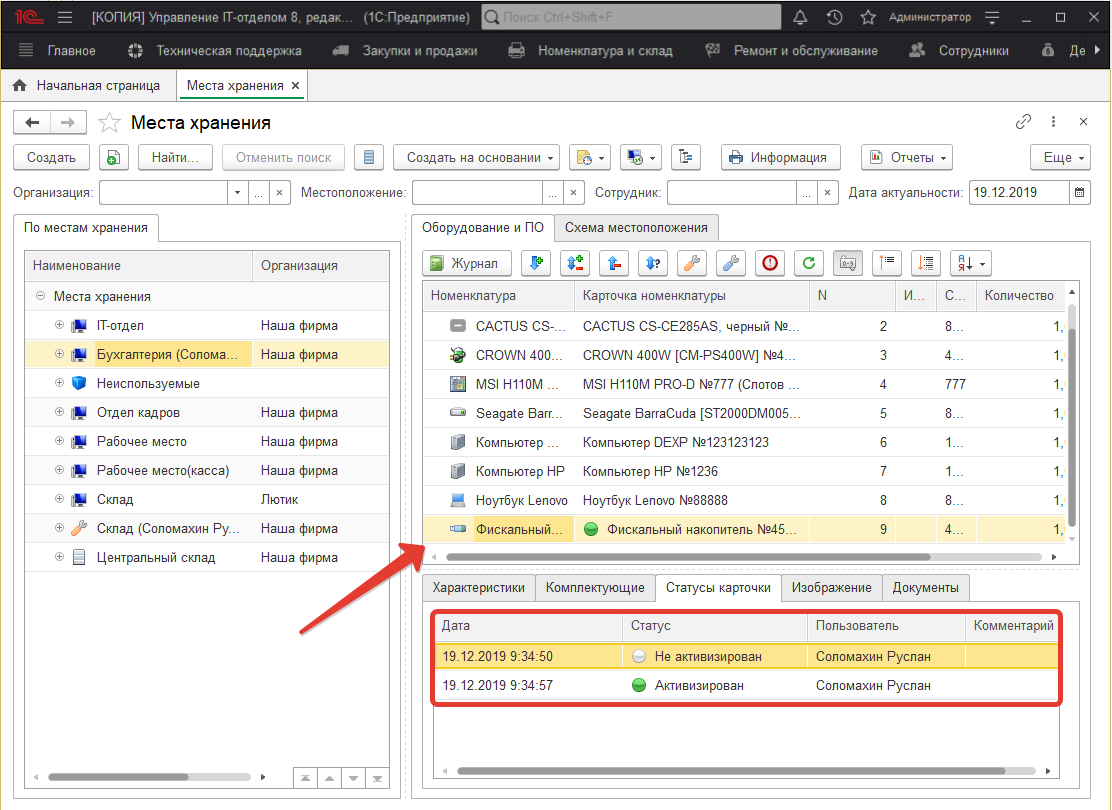 [КОПИЯ] Управление IT-отделом 8, редак... (1С:Предприятие) Поиск Ctrl+Shift+F Администратор
Главное Техническая поддержка Закупки и продажи Номенклатура и склад Ремонт и обслуживание Сотрудники Де
Начальная страница Места хранения ×
Места хранения
Создать Найти... Отменить поиск Создать на основании Информация Отчеты Еще
Организация: ... × Местоположение: ... × Сотрудник: ... × Дата актуальности: 19.12.2019
По местам хранения
Наименование Организация
Места хранения
IT-отдел Наша фирма
Бухгалтерия (Солома... Наша фирма
Неиспользуемые
Отдел кадров Наша фирма
Рабочее место Наша фирма
Рабочее место(касса) Наша фирма
Склад Лютик
Склад (Соломахин Ру... Наша фирма
Центральный склад Наша фирма
Оборудование и ПО Схема местоположения
Журнал
Номенклатура Карточка номенклатуры N И... С... Количество
CACTUS CS-... CACTUS CS-CE285AS, черный №... 2 8... 1,
CROWN 400... CROWN 400W [CM-PS400W] №4... 3 4... 1,
MSI H110M ... MSI H110M PRO-D №777 (Слотов ... 4 777 1,
Seagate Barr... Seagate BarraCuda [ST2000DM005... 5 8... 1,
Компьютер ... Компьютер DEXP №123123123 6 1... 1,
Компьютер HP Компьютер HP №1236 7 1... 1,
Ноутбук Lenovo Ноутбук Lenovo №88888 8 8... 1,
Фискальный... Фискальный накопитель №45... 9 4... 1,
Характеристики Комплектующие Статусы карточки Изображение Документы
Дата Статус Пользователь Комментарий
19.12.2019 9:34:50 Не активизирован Соломахин Руслан
19.12.2019 9:34:57 Активизирован Соломахин Руслан